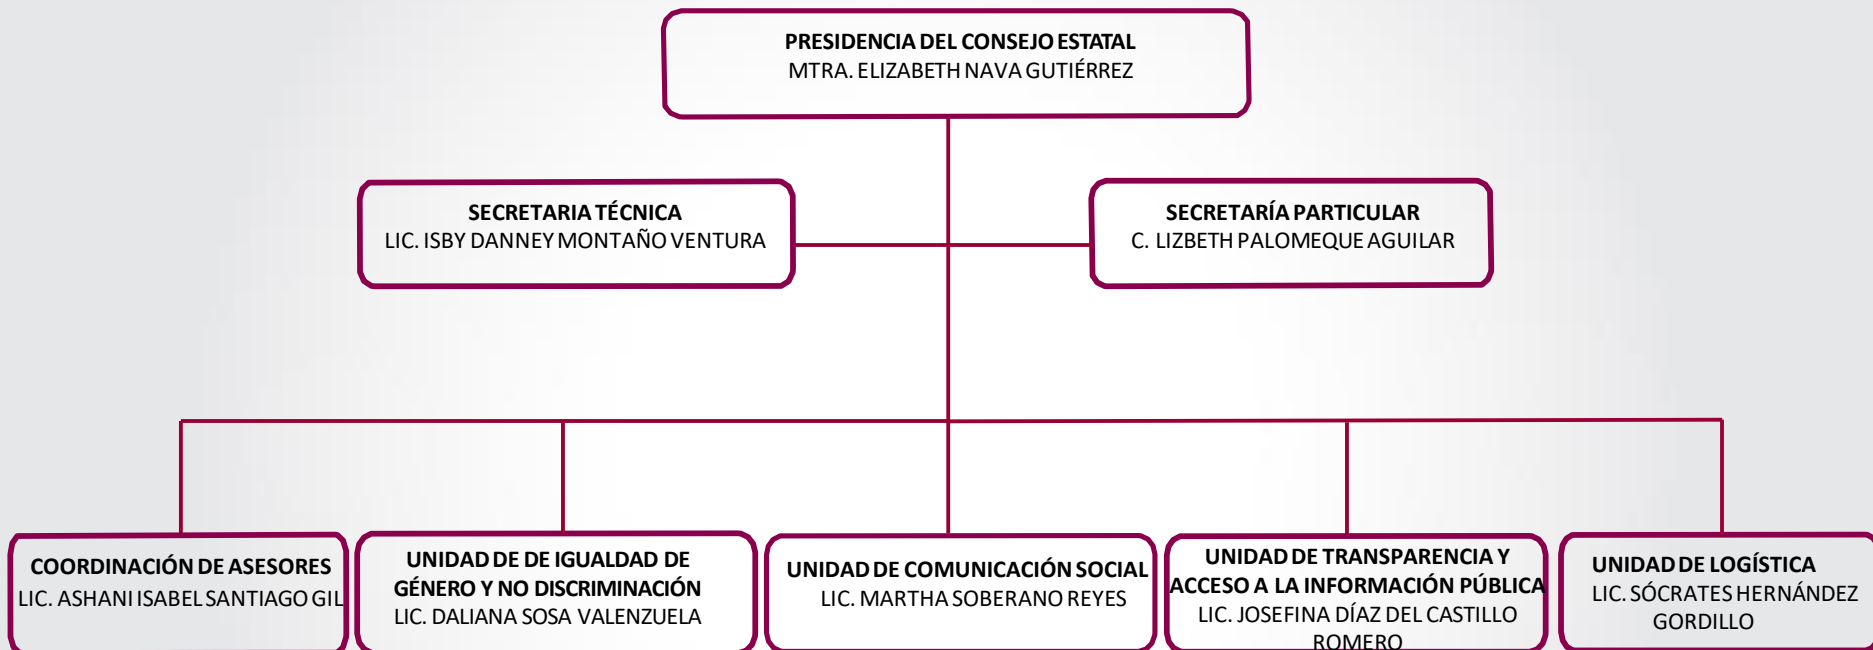 PRESIDENCIA DEL CONSEJO ESTATAL
MTRA. ELIZABETH NAVA GUTIÉRREZ
SECRETARIA TÉCNICA
LIC. ISBY DANNEY MONTAÑO VENTURA
SECRETARÍA PARTICULAR
C. LIZBETH PALOMEQUE AGUILAR
COORDINACIÓN DE ASESORES
LIC. ASHANI ISABEL SANTIAGO GIL
UNIDAD DE DE IGUALDAD DE
GÉNERO Y NO DISCRIMINACIÓN
LIC. DALIANA SOSA VALENZUELA
UNIDAD DE COMUNICACIÓN SOCIAL
LIC. MARTHA SOBERANO REYES
UNIDAD DE TRANSPARENCIA Y
ACCESO A LA INFORMACIÓN PÚBLICA
LIC. JOSEFINA DÍAZ DEL CASTILLO
ROMERO
UNIDAD DE LOGÍSTICA
LIC. SÓCRATES HERNÁNDEZ
GORDILLO